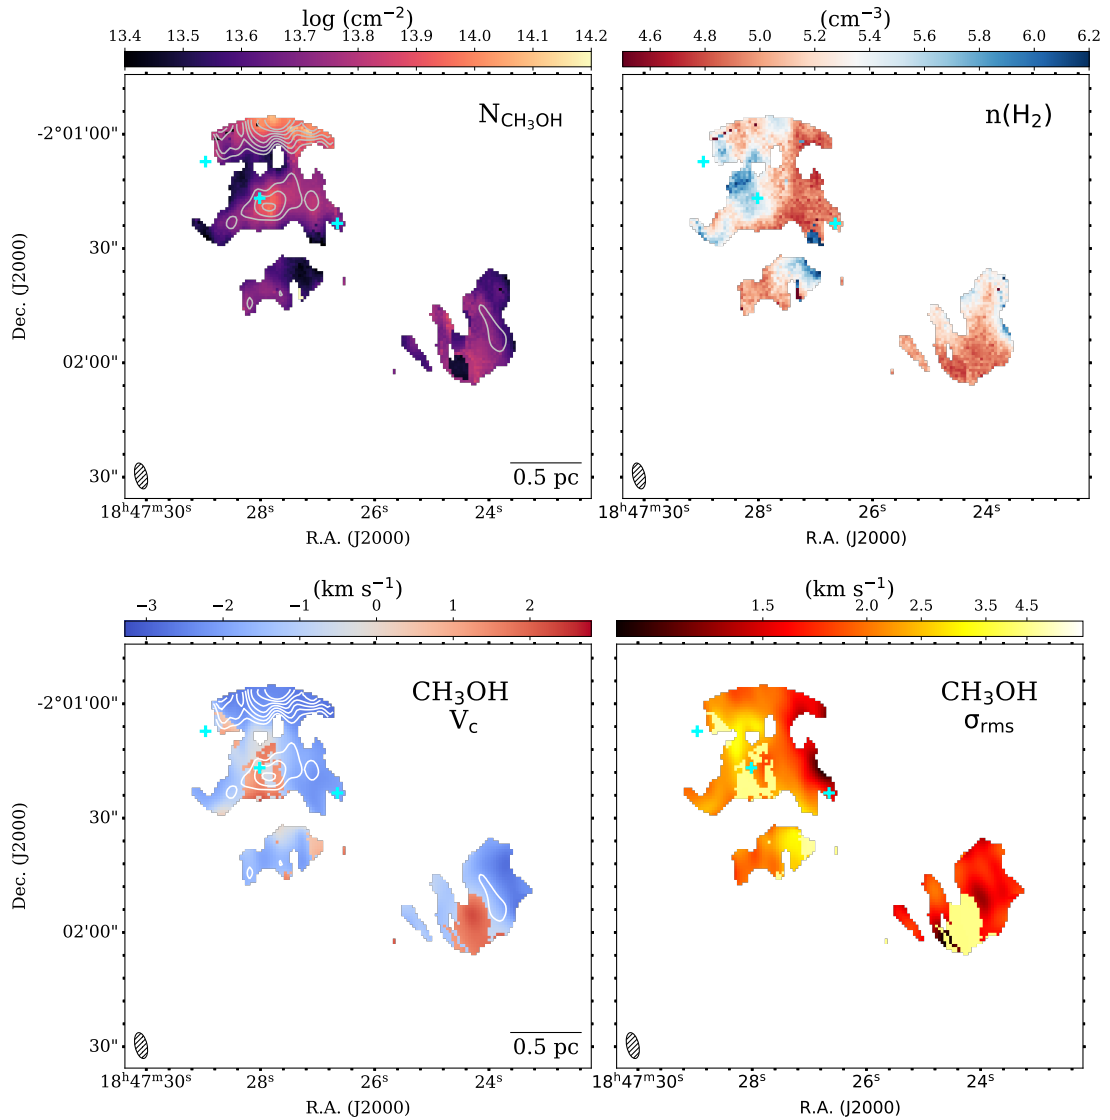 log (cm⁻²)
13.4 13.5 13.6 13.7 13.8 13.9 14.0 14.1 14.2
(cm⁻³)
4.6 4.8 5.0 5.2 5.4 5.6 5.8 6.0 6.2
N_CH₃OH
n(H₂)
-2°01'00"
30"
02'00"
30"
Dec. (J2000)
0.5 pc
18ʰ47ᵐ30ˢ 28ˢ 26ˢ 24ˢ
R.A. (J2000)
18ʰ47ᵐ30ˢ 28ˢ 26ˢ 24ˢ
R.A. (J2000)
(km s⁻¹)
−3 −2 −1 0 1 2
(km s⁻¹)
1.5 2.0 2.5 3.5 4.5
CH₃OH
V_c
CH₃OH
σ_rms
-2°01'00"
30"
02'00"
30"
Dec. (J2000)
0.5 pc
18ʰ47ᵐ30ˢ 28ˢ 26ˢ 24ˢ
R.A. (J2000)
18ʰ47ᵐ30ˢ 28ˢ 26ˢ 24ˢ
R.A. (J2000)